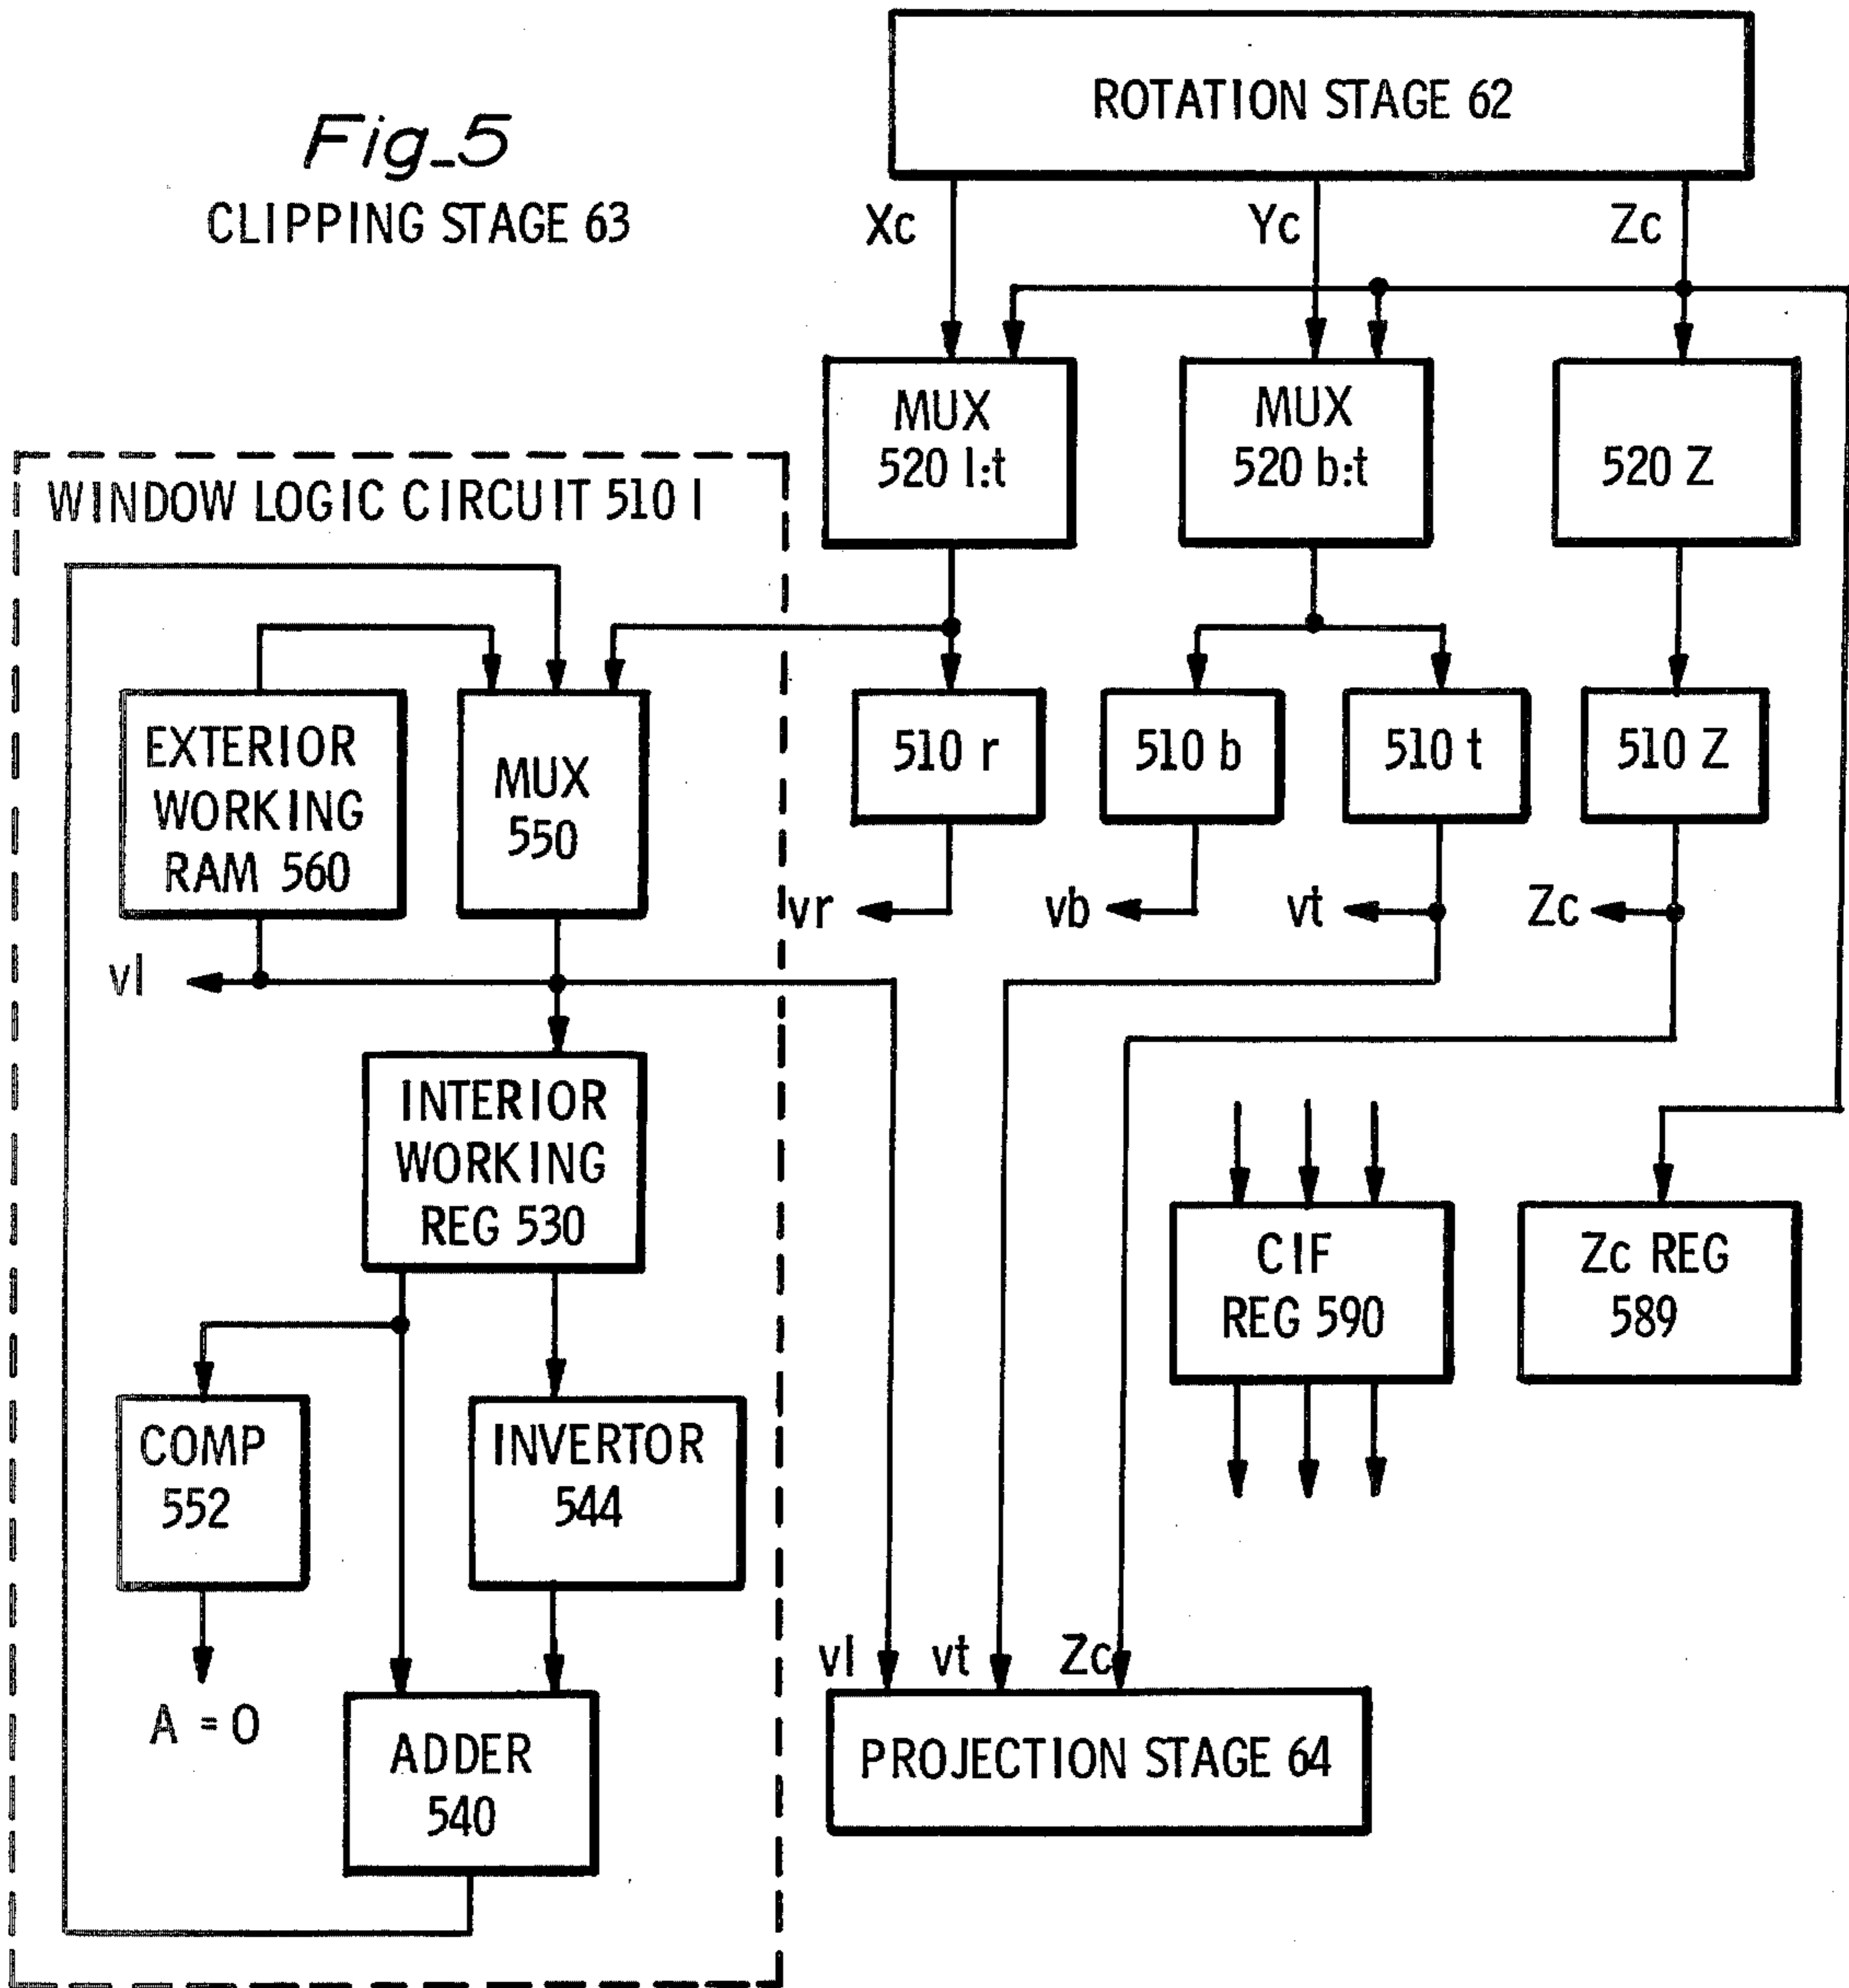 Fig_5
CLIPPING STAGE 63
ROTATION STAGE 62
Xc
Yc
Zc
MUX
520 l:t
MUX
520 b:t
520 Z
WINDOW LOGIC CIRCUIT 510 l
EXTERIOR
WORKING
RAM 560
MUX
550
510 r
510 b
510 t
510 Z
vr
vb
vt
Zc
vl
INTERIOR
WORKING
REG 530
CIF
REG 590
Zc REG
589
COMP
552
INVERTOR
544
A = 0
ADDER
540
vl
vt
Zc
PROJECTION STAGE 64